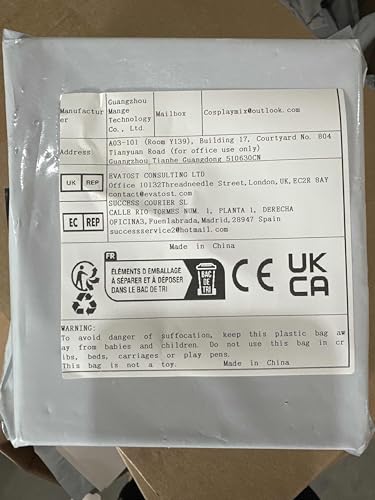 Manufactur
er
Guangzhou
Mange
Technology
Co., Ltd.
Mailbox
Cosplaymix@outlook.com
Address
A03-101 (Room Y139), Building 17, Courtyard No. 804
Tianyuan Road (for office use only)
Guangzhou Tianhe Guangdong 510630CN
UK REP
EVATOST CONSULTING LTD
Office 10132Threadneedle Street,London,UK,EC2R 8AY
contact@evatost.com
EC REP
SUCCESS COURIER SL
CALLE RIO TORMES NUM. 1, PLANTA 1, DERECHA
OFICINA3,Fuenlabrada,Madrid,28947 Spain
successservice2@hotmail.com
Made in China
FR
ÉLÉMENTS D'EMBALLAGE
À SÉPARER ET À DÉPOSER
DANS LE BAC DE TRI
BAC
DE
TRI
CE
UK
CA
WARNING:
To avoid danger of suffocation, keep this plastic bag aw
ay from babies and children. Do not use this bag in cr
ibs, beds, carriages or play pens.
This bag is not a toy. Made in China